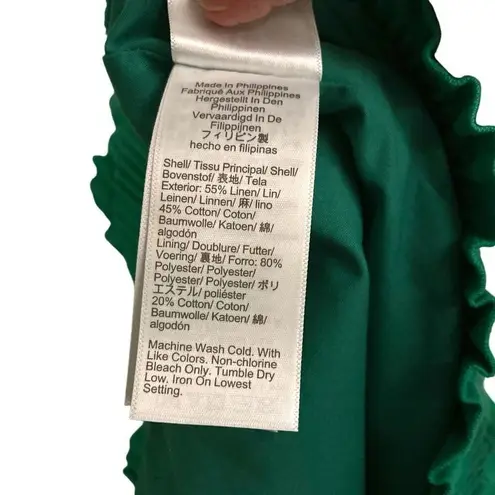 Made In Philippines
Fabriqué Aux Philippines
Hergestellt In Den
Philippinen
Vervaardigd In De
Filippijnen
フィリピン製
hecho en filipinas
Shell/ Tissu Principal/ Shell/
Bovenstof/ 表地/ Tela
Exterior: 55% Linen/ Lin/
Leinen/ Linnen/ 麻/ lino
45% Cotton/ Coton/
Baumwolle/ Katoen/ 綿/
algodón
Lining/ Doublure/ Futter/
Voering/ 裏地/ Forro: 80%
Polyester/ Polyester/
Polyester/ Polyester/ ポリ
エステル/ poliéster
20% Cotton/ Coton/
Baumwolle/ Katoen/ 綿/
algodón
Machine Wash Cold. With
Like Colors. Non-chlorine
Bleach Only. Tumble Dry
Low. Iron On Lowest
Setting.